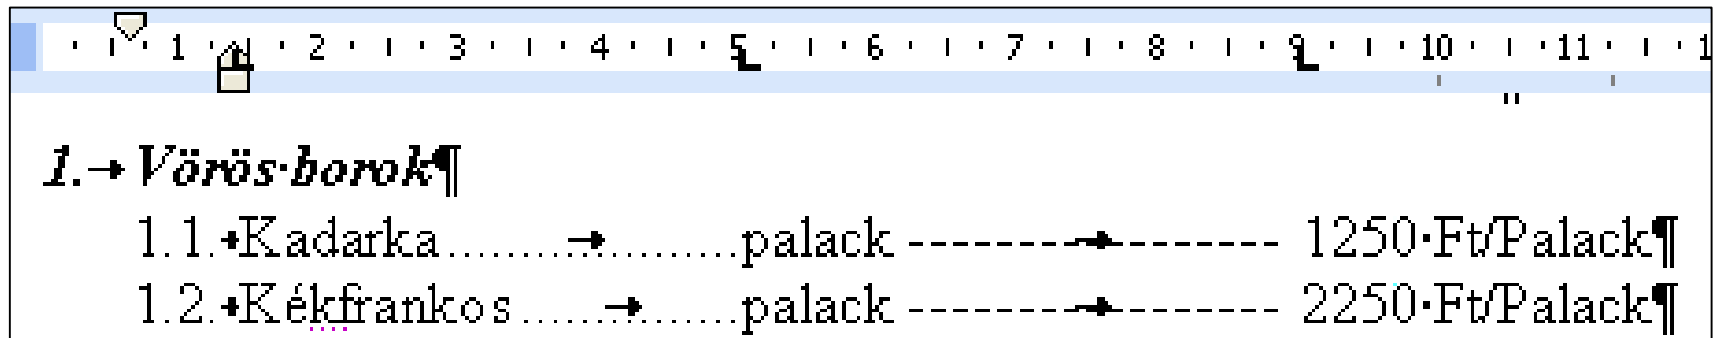 1 2 3 4 5 6 7 8 9 10 11 1
1.→Vörös·borok¶
1.1.→Kadarka.........→.........palack -------→------- 1250·Ft/Palack¶
1.2.→Kékfrankos......→.......palack -------→------- 2250·Ft/Palack¶